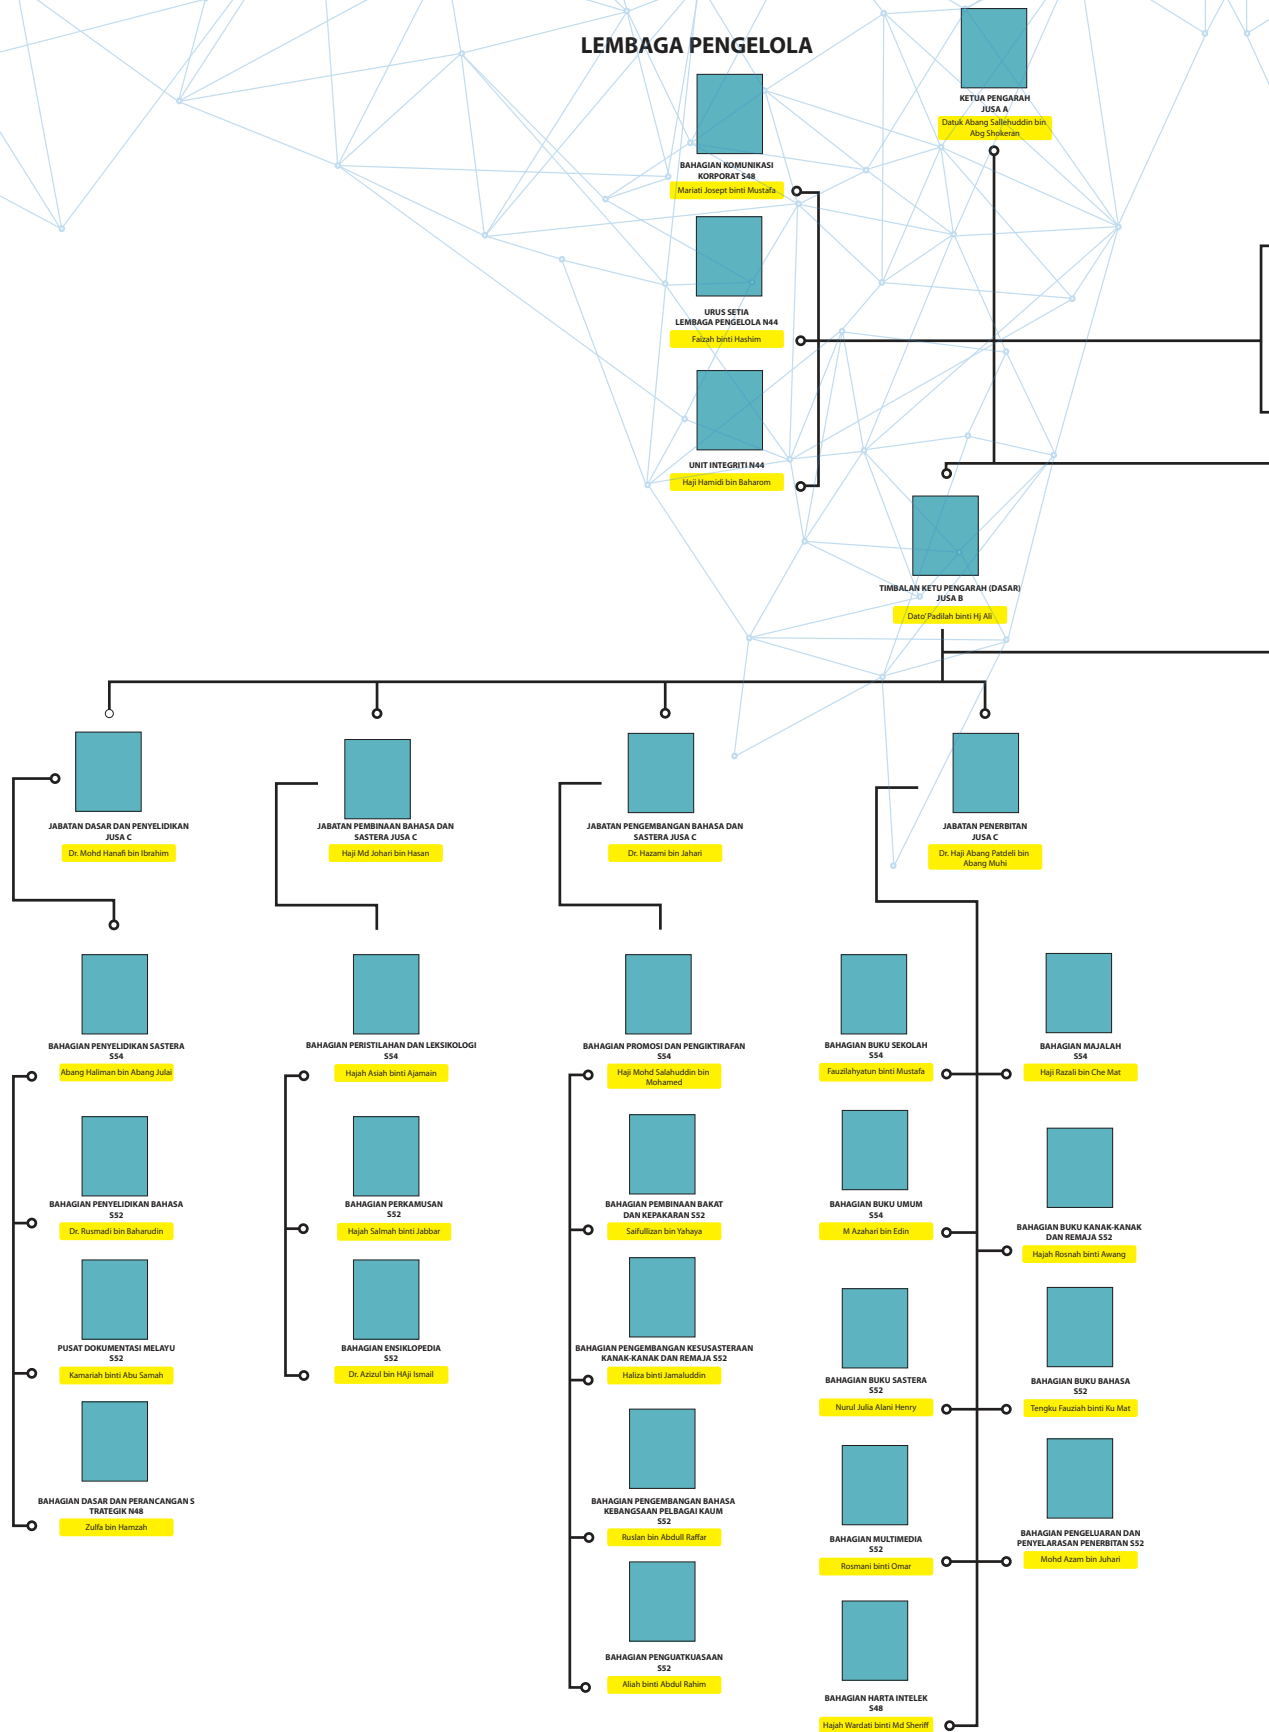 LEMBAGA PENGELOLA
KETUA PENGARAH
JUSA A
Datuk Abang Sallehuddin bin
Abg Shokeran
BAHAGIAN KOMUNIKASI
KORPORAT S48
Mariati Josept binti Mustafa
URUS SETIA
LEMBAGA PENGELOLA N44
Faizah binti Hashim
UNIT INTEGRITI N44
Haji Hamidi bin Baharom
TIMBALAN KETU PENGARAH (DASAR)
JUSA B
Dato' Padilah binti Hj Ali
JABATAN DASAR DAN PENYELIDIKAN
JUSA C
Dr. Mohd Hanafi bin Ibrahim
JABATAN PEMBINAAN BAHASA DAN
SASTERA JUSA C
Haji Md Johari bin Hasan
JABATAN PENGEMBANGAN BAHASA DAN
SASTERA JUSA C
Dr. Hazami bin Jahari
JABATAN PENERBITAN
JUSA C
Dr. Haji Abang Patdeli bin
Abang Muhi
BAHAGIAN PENYELIDIKAN SASTERA
S54
Abang Haliman bin Abang Julai
BAHAGIAN PENYELIDIKAN BAHASA
S52
Dr. Rusmadi bin Baharudin
PUSAT DOKUMENTASI MELAYU
S52
Kamariah binti Abu Samah
BAHAGIAN DASAR DAN PERANCANGAN S
TRATEGIK N48
Zulfa bin Hamzah
BAHAGIAN PERISTILAHAN DAN LEKSIKOLOGI
S54
Hajah Asiah binti Ajamain
BAHAGIAN PERKAMUSAN
S52
Hajah Salmah binti Jabbar
BAHAGIAN ENSIKLOPEDIA
S52
Dr. Azizul bin HAji Ismail
BAHAGIAN PROMOSI DAN PENGIKTIRAFAN
S54
Haji Mohd Salahuddin bin
Mohamed
BAHAGIAN PEMBINAAN BAKAT
DAN KEPAKARAN S52
Saifullizan bin Yahaya
BAHAGIAN PENGEMBANGAN KESUSASTERAAN
KANAK-KANAK DAN REMAJA S52
Haliza binti Jamaluddin
BAHAGIAN PENGEMBANGAN BAHASA
KEBANGSAAN PELBAGAI KAUM
S52
Ruslan bin Abdull Raffar
BAHAGIAN PENGUATKUASAAN
S52
Aliah binti Abdul Rahim
BAHAGIAN BUKU SEKOLAH
S54
Fauzilahyatun binti Mustafa
BAHAGIAN BUKU UMUM
S54
M Azahari bin Edin
BAHAGIAN BUKU SASTERA
S52
Nurul Julia Alani Henry
BAHAGIAN MULTIMEDIA
S52
Rosmani binti Omar
BAHAGIAN HARTA INTELEK
S48
Hajah Wardati binti Md Sheriff
BAHAGIAN MAJALAH
S54
Haji Razali bin Che Mat
BAHAGIAN BUKU KANAK-KANAK
DAN REMAJA S52
Hajah Rosnah binti Awang
BAHAGIAN BUKU BAHASA
S52
Tengku Fauziah binti Ku Mat
BAHAGIAN PENGELUARAN DAN
PENYELARASAN PENERBITAN S52
Mohd Azam bin Juhari